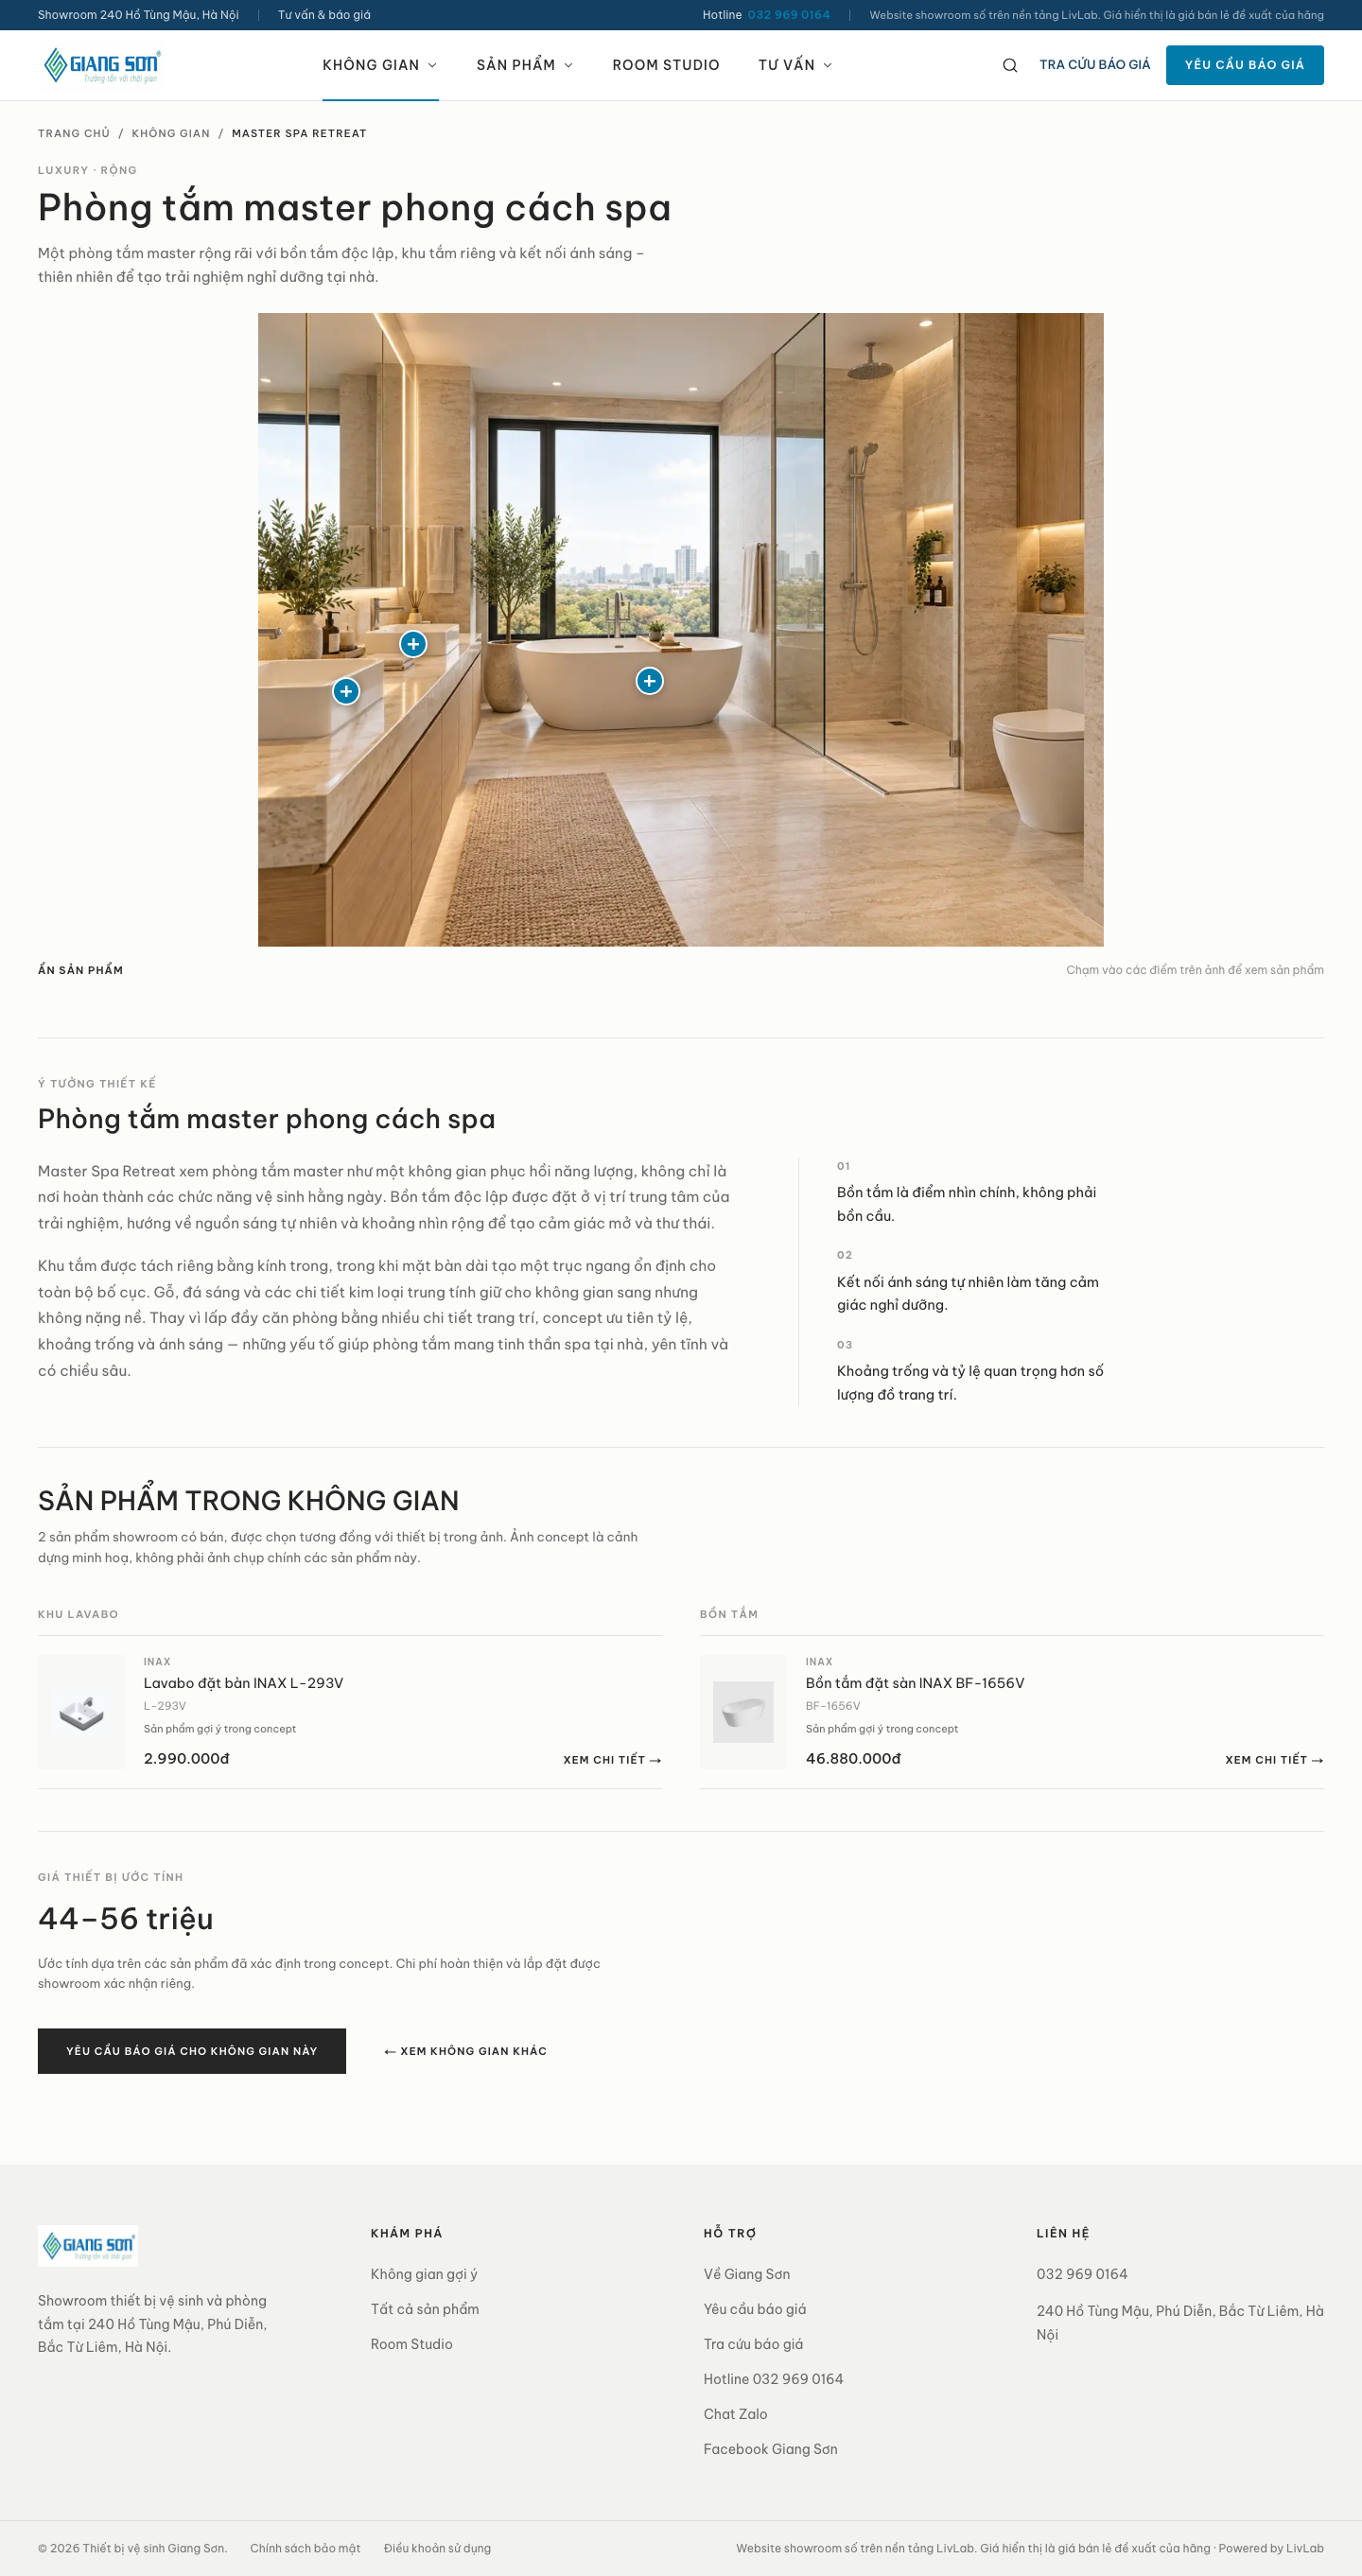 Showroom 240 Hồ Tùng Mậu, Hà Nội
Tư vấn & báo giá
Hotline 032 969 0164
Website showroom số trên nền tảng LivLab. Giá hiển thị là giá bán lẻ đề xuất của hãng
GIANG SƠN
Trường tồn với thời gian
KHÔNG GIAN
SẢN PHẨM
ROOM STUDIO
TƯ VẤN
TRA CỨU BÁO GIÁ
YÊU CẦU BÁO GIÁ
TRANG CHỦ / KHÔNG GIAN / MASTER SPA RETREAT
LUXURY · RỘNG
Phòng tắm master phong cách spa
Một phòng tắm master rộng rãi với bồn tắm độc lập, khu tắm riêng và kết nối ánh sáng –
thiên nhiên để tạo trải nghiệm nghỉ dưỡng tại nhà.
ẨN SẢN PHẨM
Chạm vào các điểm trên ảnh để xem sản phẩm
Ý TƯỞNG THIẾT KẾ
Phòng tắm master phong cách spa
Master Spa Retreat xem phòng tắm master như một không gian phục hồi năng lượng, không chỉ là
nơi hoàn thành các chức năng vệ sinh hằng ngày. Bồn tắm độc lập được đặt ở vị trí trung tâm của
trải nghiệm, hướng về nguồn sáng tự nhiên và khoảng nhìn rộng để tạo cảm giác mở và thư thái.
Khu tắm được tách riêng bằng kính trong, trong khi mặt bàn dài tạo một trục ngang ổn định cho
toàn bộ bố cục. Gỗ, đá sáng và các chi tiết kim loại trung tính giữ cho không gian sang nhưng
không nặng nề. Thay vì lấp đầy căn phòng bằng nhiều chi tiết trang trí, concept ưu tiên tỷ lệ,
khoảng trống và ánh sáng — những yếu tố giúp phòng tắm mang tinh thần spa tại nhà, yên tĩnh và
có chiều sâu.
01
Bồn tắm là điểm nhìn chính, không phải
bồn cầu.
02
Kết nối ánh sáng tự nhiên làm tăng cảm
giác nghỉ dưỡng.
03
Khoảng trống và tỷ lệ quan trọng hơn số
lượng đồ trang trí.
SẢN PHẨM TRONG KHÔNG GIAN
2 sản phẩm showroom có bán, được chọn tương đồng với thiết bị trong ảnh. Ảnh concept là cảnh
dựng minh hoạ, không phải ảnh chụp chính các sản phẩm này.
KHU LAVABO
INAX
Lavabo đặt bàn INAX L-293V
L-293V
Sản phẩm gợi ý trong concept
2.990.000đ
XEM CHI TIẾT →
BỒN TẮM
INAX
Bồn tắm đặt sàn INAX BF-1656V
BF-1656V
Sản phẩm gợi ý trong concept
46.880.000đ
XEM CHI TIẾT →
GIÁ THIẾT BỊ ƯỚC TÍNH
44–56 triệu
Ước tính dựa trên các sản phẩm đã xác định trong concept. Chi phí hoàn thiện và lắp đặt được
showroom xác nhận riêng.
YÊU CẦU BÁO GIÁ CHO KHÔNG GIAN NÀY
← XEM KHÔNG GIAN KHÁC
GIANG SƠN
Trường tồn với thời gian
Showroom thiết bị vệ sinh và phòng
tắm tại 240 Hồ Tùng Mậu, Phú Diễn,
Bắc Từ Liêm, Hà Nội.
KHÁM PHÁ
Không gian gợi ý
Tất cả sản phẩm
Room Studio
HỖ TRỢ
Về Giang Sơn
Yêu cầu báo giá
Tra cứu báo giá
Hotline 032 969 0164
Chat Zalo
Facebook Giang Sơn
LIÊN HỆ
032 969 0164
240 Hồ Tùng Mậu, Phú Diễn, Bắc Từ Liêm, Hà
Nội
© 2026 Thiết bị vệ sinh Giang Sơn.
Chính sách bảo mật
Điều khoản sử dụng
Website showroom số trên nền tảng LivLab. Giá hiển thị là giá bán lẻ đề xuất của hãng · Powered by LivLab